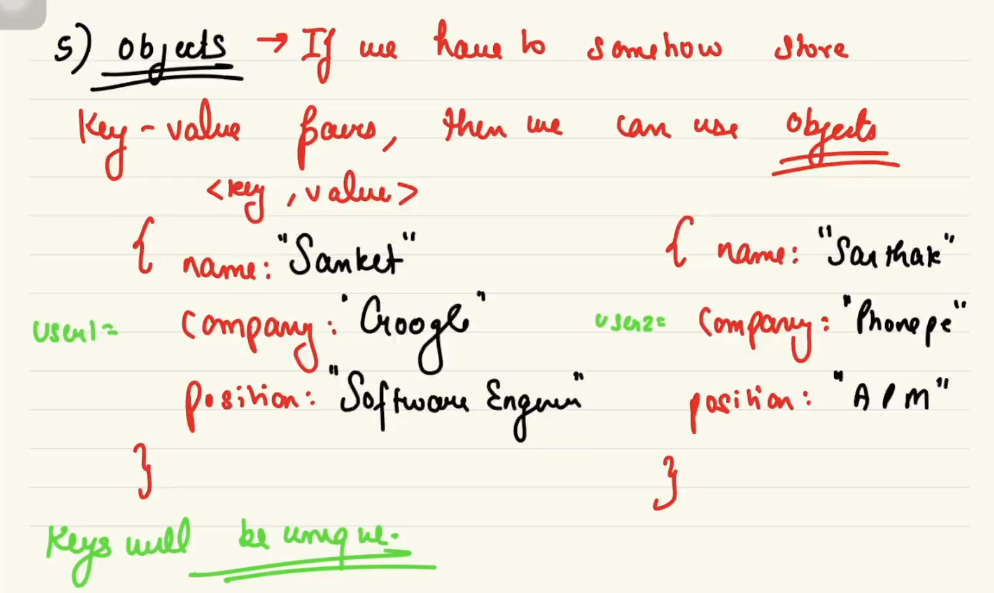 5) objects → If we have to somehow store
Key-value pairs, then we can use objects
<key, value>
{ name: "Sanket" { name: "Sarthak"
user1= company: "Google" user2= company: "Phonepe"
position: "Software Engineer" position: "APM"
} }
Keys will be unique.